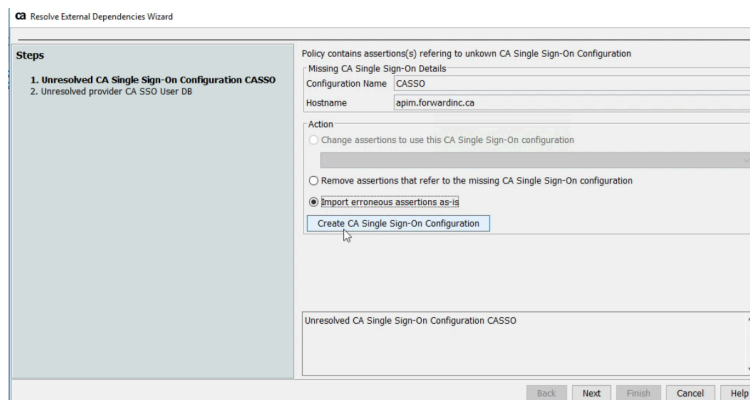 ca Resolve External Dependencies Wizard
Steps
1. Unresolved CA Single Sign-On Configuration CASSO
2. Unresolved provider CA SSO User DB
Policy contains assertions(s) refering to unkown CA Single Sign-On Configuration
Missing CA Single Sign-On Details
Configuration Name CASSO
Hostname apim.forwardinc.ca
Action
Change assertions to use this CA Single Sign-On configuration
Remove assertions that refer to the missing CA Single Sign-On configuration
Import erroneous assertions as-is
Create CA Single Sign-On Configuration
Unresolved CA Single Sign-On Configuration CASSO
Back Next Finish Cancel Help